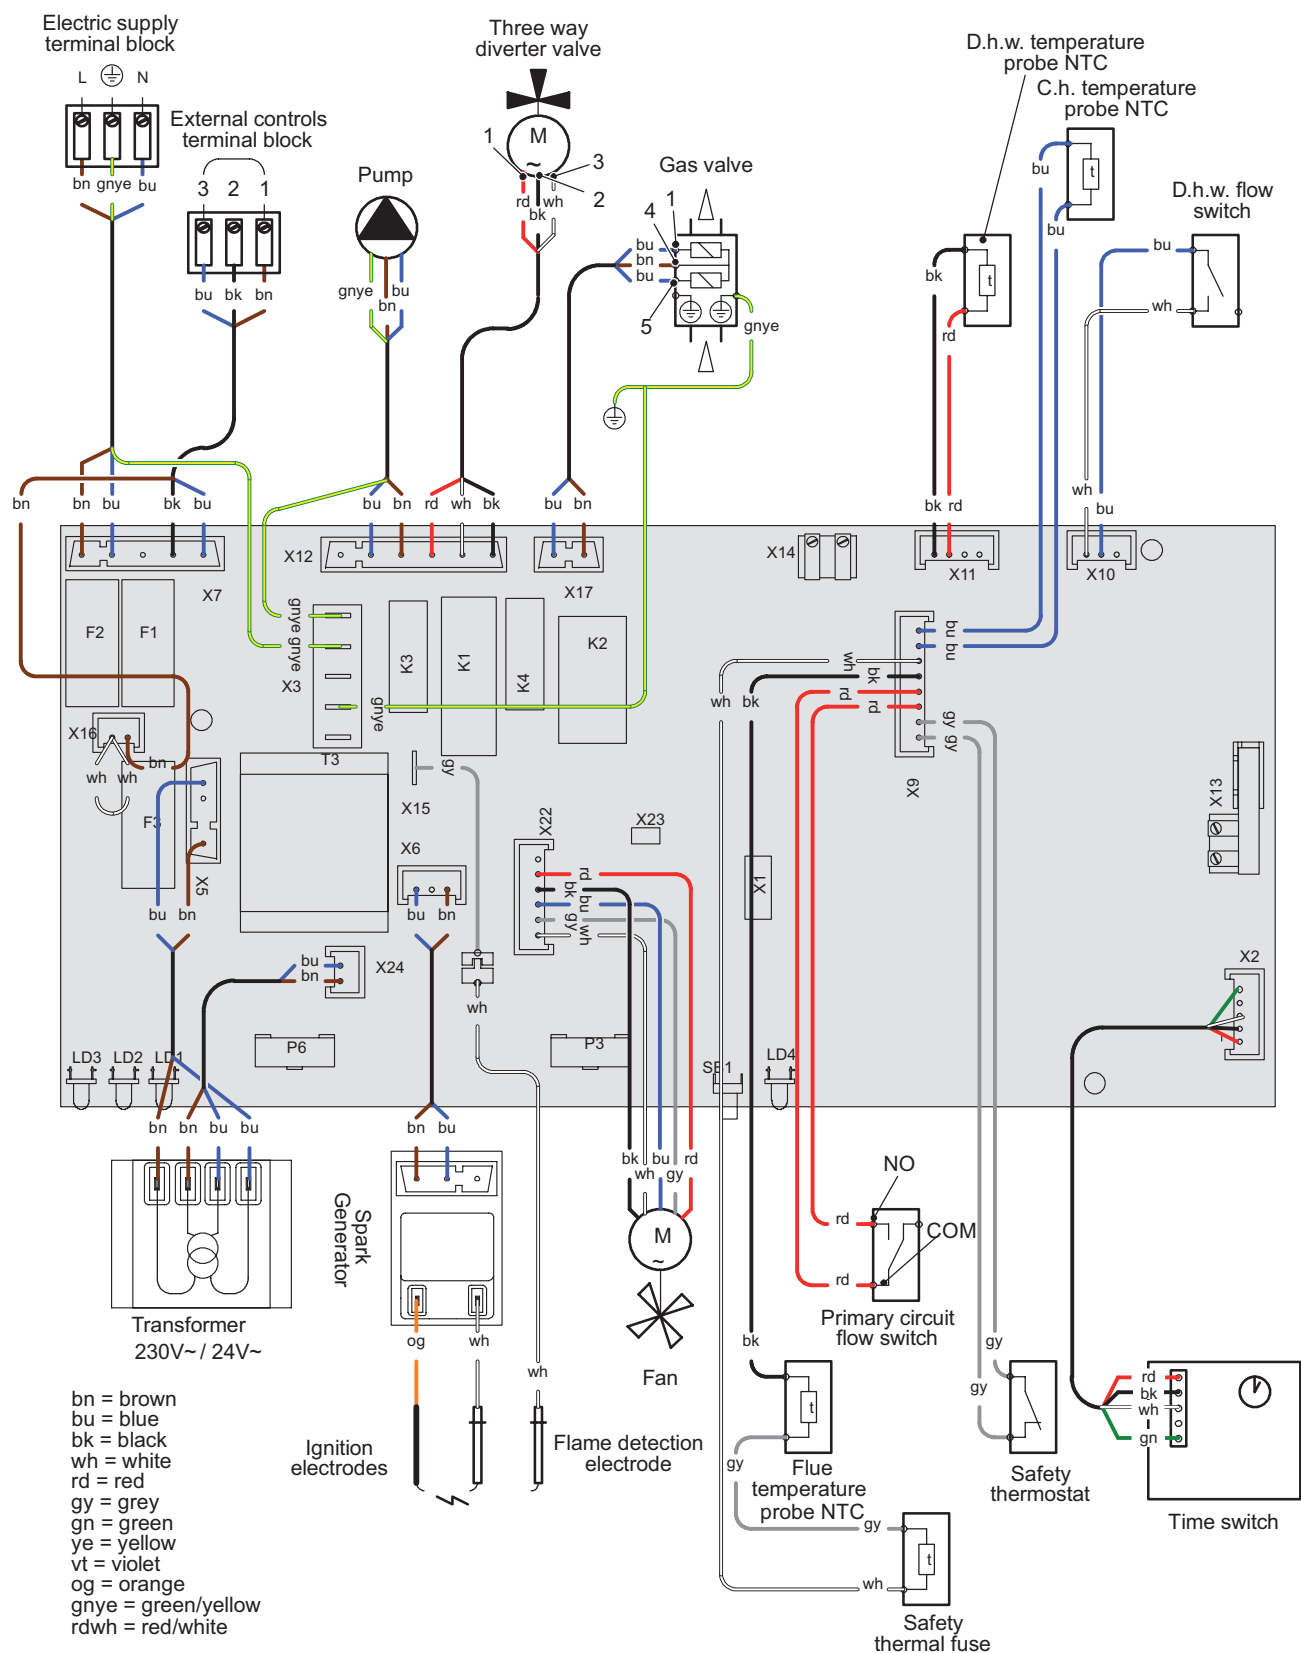 Electric supply
terminal block
L N
bn gnye bu
External controls
terminal block
3 2 1
bu bk bn
Pump
gnye bu
bn
Three way
diverter valve
1
M
~
3
2
rd wh
bk
Gas valve
1
4
bu
bn
bu
5
gnye
D.h.w. temperature
probe NTC
C.h. temperature
probe NTC
bu
bu
t
D.h.w. flow
switch
bu
wh
bk
t
rd
bn bn bu bk bu
bu bn rd wh bk
bu bn
bk rd
wh
bu
X7
X12
X17
X14
X11
X10
F2 F1
gnye gnye
X3
gnye
K3
K1
K4
K2
bu bu
wh
bk
rd
rd
gy gy
wh bk
X9
X16
wh wh bn
F3
X5
bu bn
T3
gy
X15
X6
bu bn
X22
rd
bk
bu
gy
wh
X23
X1
X13
X2
bu
bn
X24
wh
P6
P3
LD3 LD2 LD1
SB1
LD4
bn bn bu bu
bn bu
bk bu rd
wh gy
Transformer
230V~ / 24V~
Spark
Generator
og wh
wh
M
~
Fan
NO
COM
rd
rd
Primary circuit
flow switch
bk
gy
gy
t
gy
Flue
temperature
probe NTC
Safety
thermostat
rd
bk
wh
gn
Time switch
Ignition
electrodes
Flame detection
electrode
gy
t
wh
Safety
thermal fuse
bn = brown
bu = blue
bk = black
wh = white
rd = red
gy = grey
gn = green
ye = yellow
vt = violet
og = orange
gnye = green/yellow
rdwh = red/white